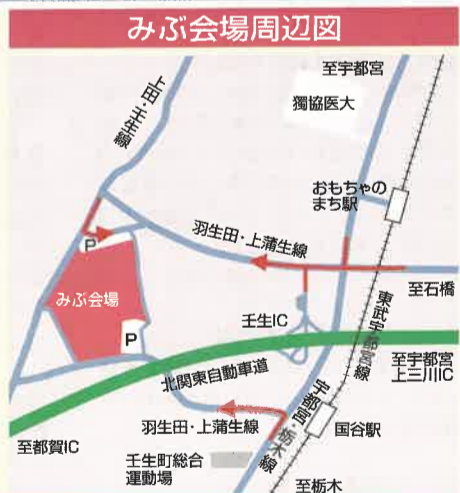 みぶ会場周辺図
至宇都宮
獨協医大
上田・壬生線
おもちゃの
まち駅
羽生田・上蒲生線
P
至石橋
みぶ会場
壬生IC
東武宇都宮線
P
至宇都宮
上三川IC
北関東自動車道
宇都宮・栃木線
羽生田・上蒲生線
国谷駅
至都賀IC
壬生町総合
運動場
至栃木